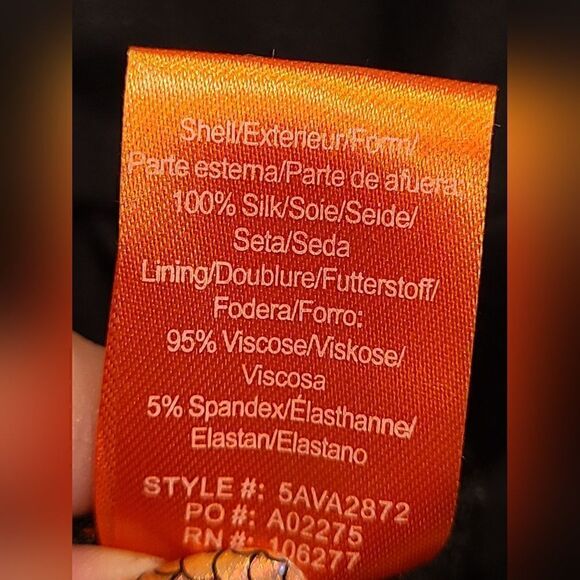 Shell/Exterieur/Form/
Parte esterna/Parte de afuera:
100% Silk/Soie/Seide/
Seta/Seda
Lining/Doublure/Futterstoff/
Fodera/Forro:
95% Viscose/Viskose/
Viscosa
5% Spandex/Élasthanne/
Elastan/Elastano
STYLE #: 5AVA2872
PO #: A02275
RN #: 106277